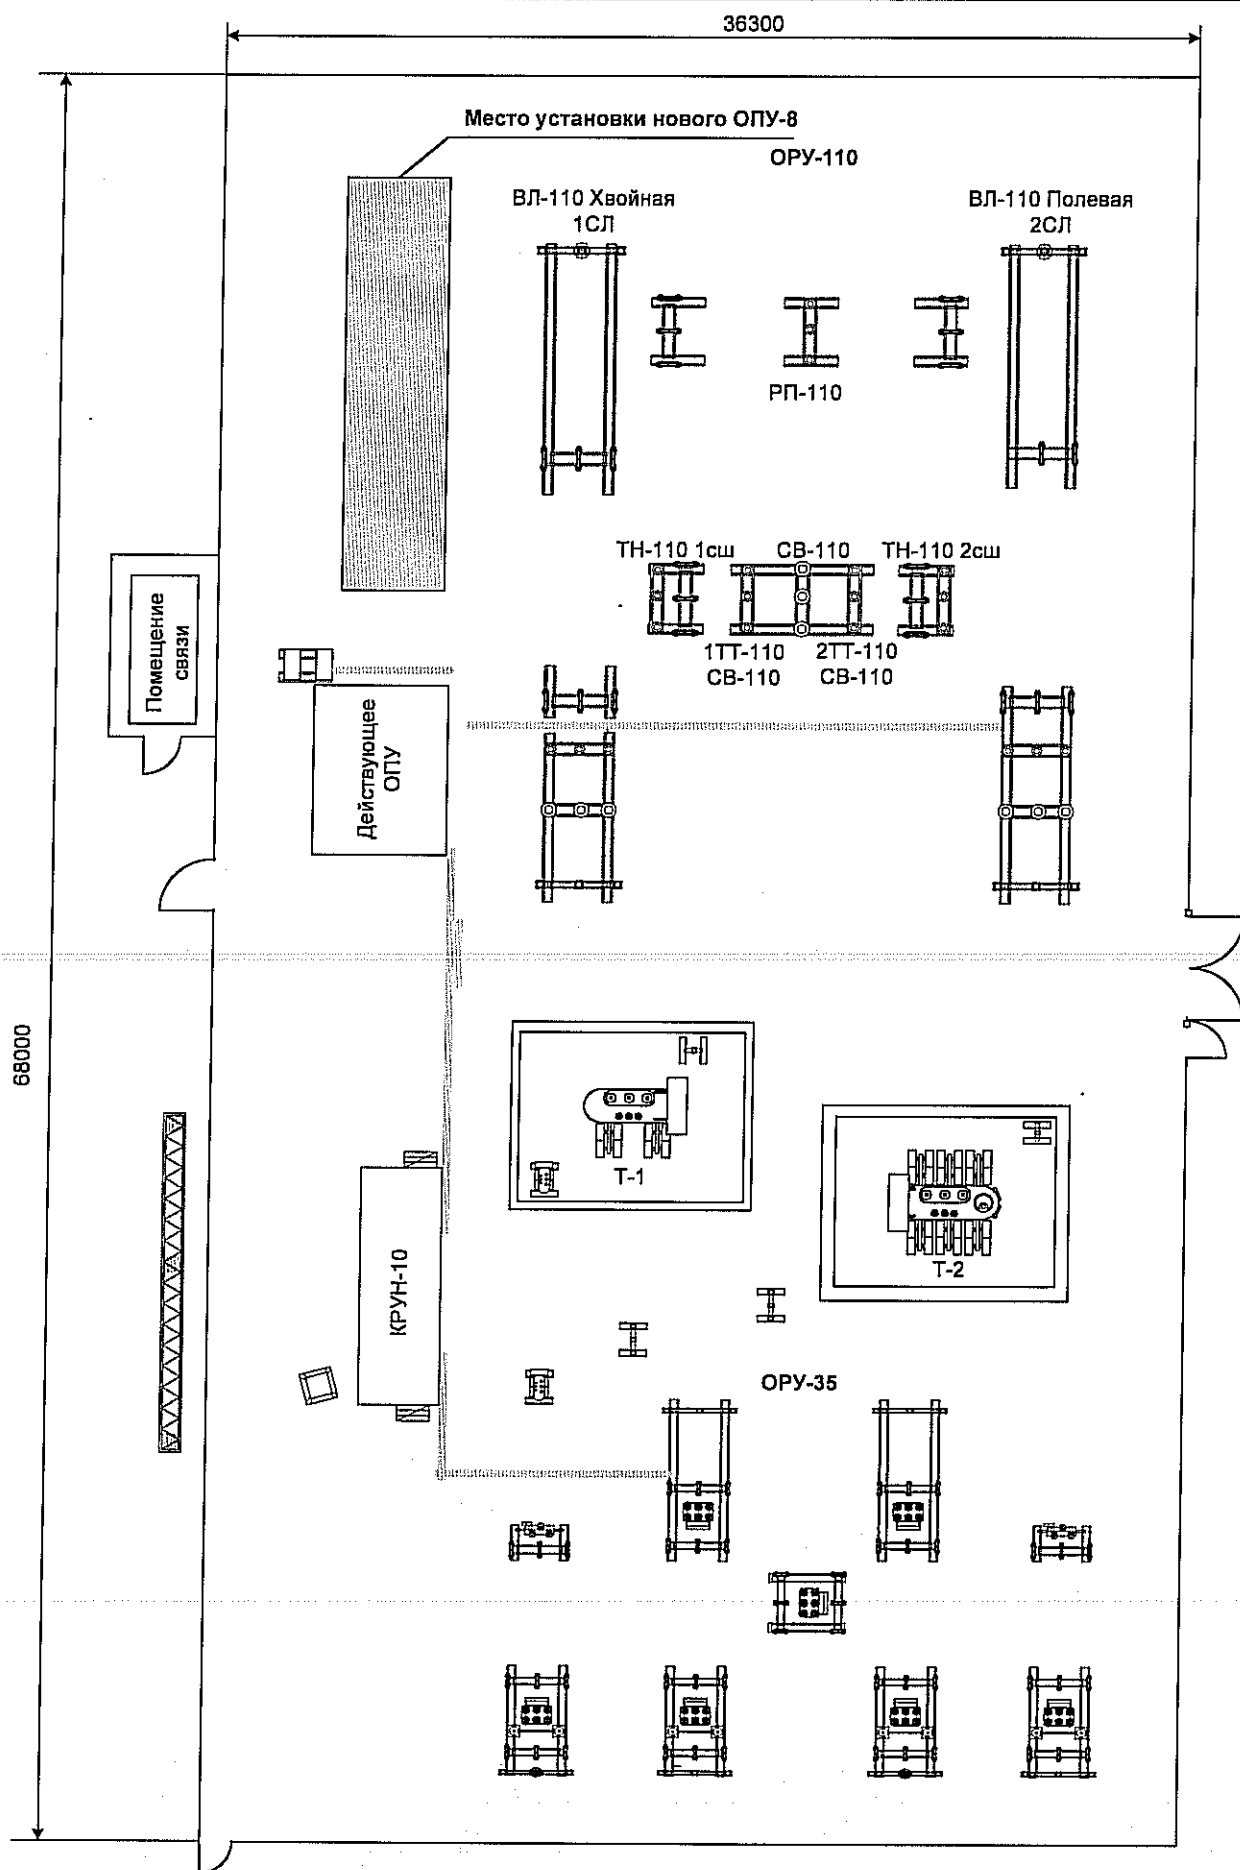 36300
Место установки нового ОПУ-8
ОРУ-110
ВЛ-110 Хвойная
1СЛ
ВЛ-110 Полевая
2СЛ
РП-110
ТН-110 1сш
СВ-110
ТН-110 2сш
1ТТ-110
СВ-110
2ТТ-110
СВ-110
Помещение
связи
Действующее
ОПУ
68000
Т-1
Т-2
КРУН-10
ОРУ-35